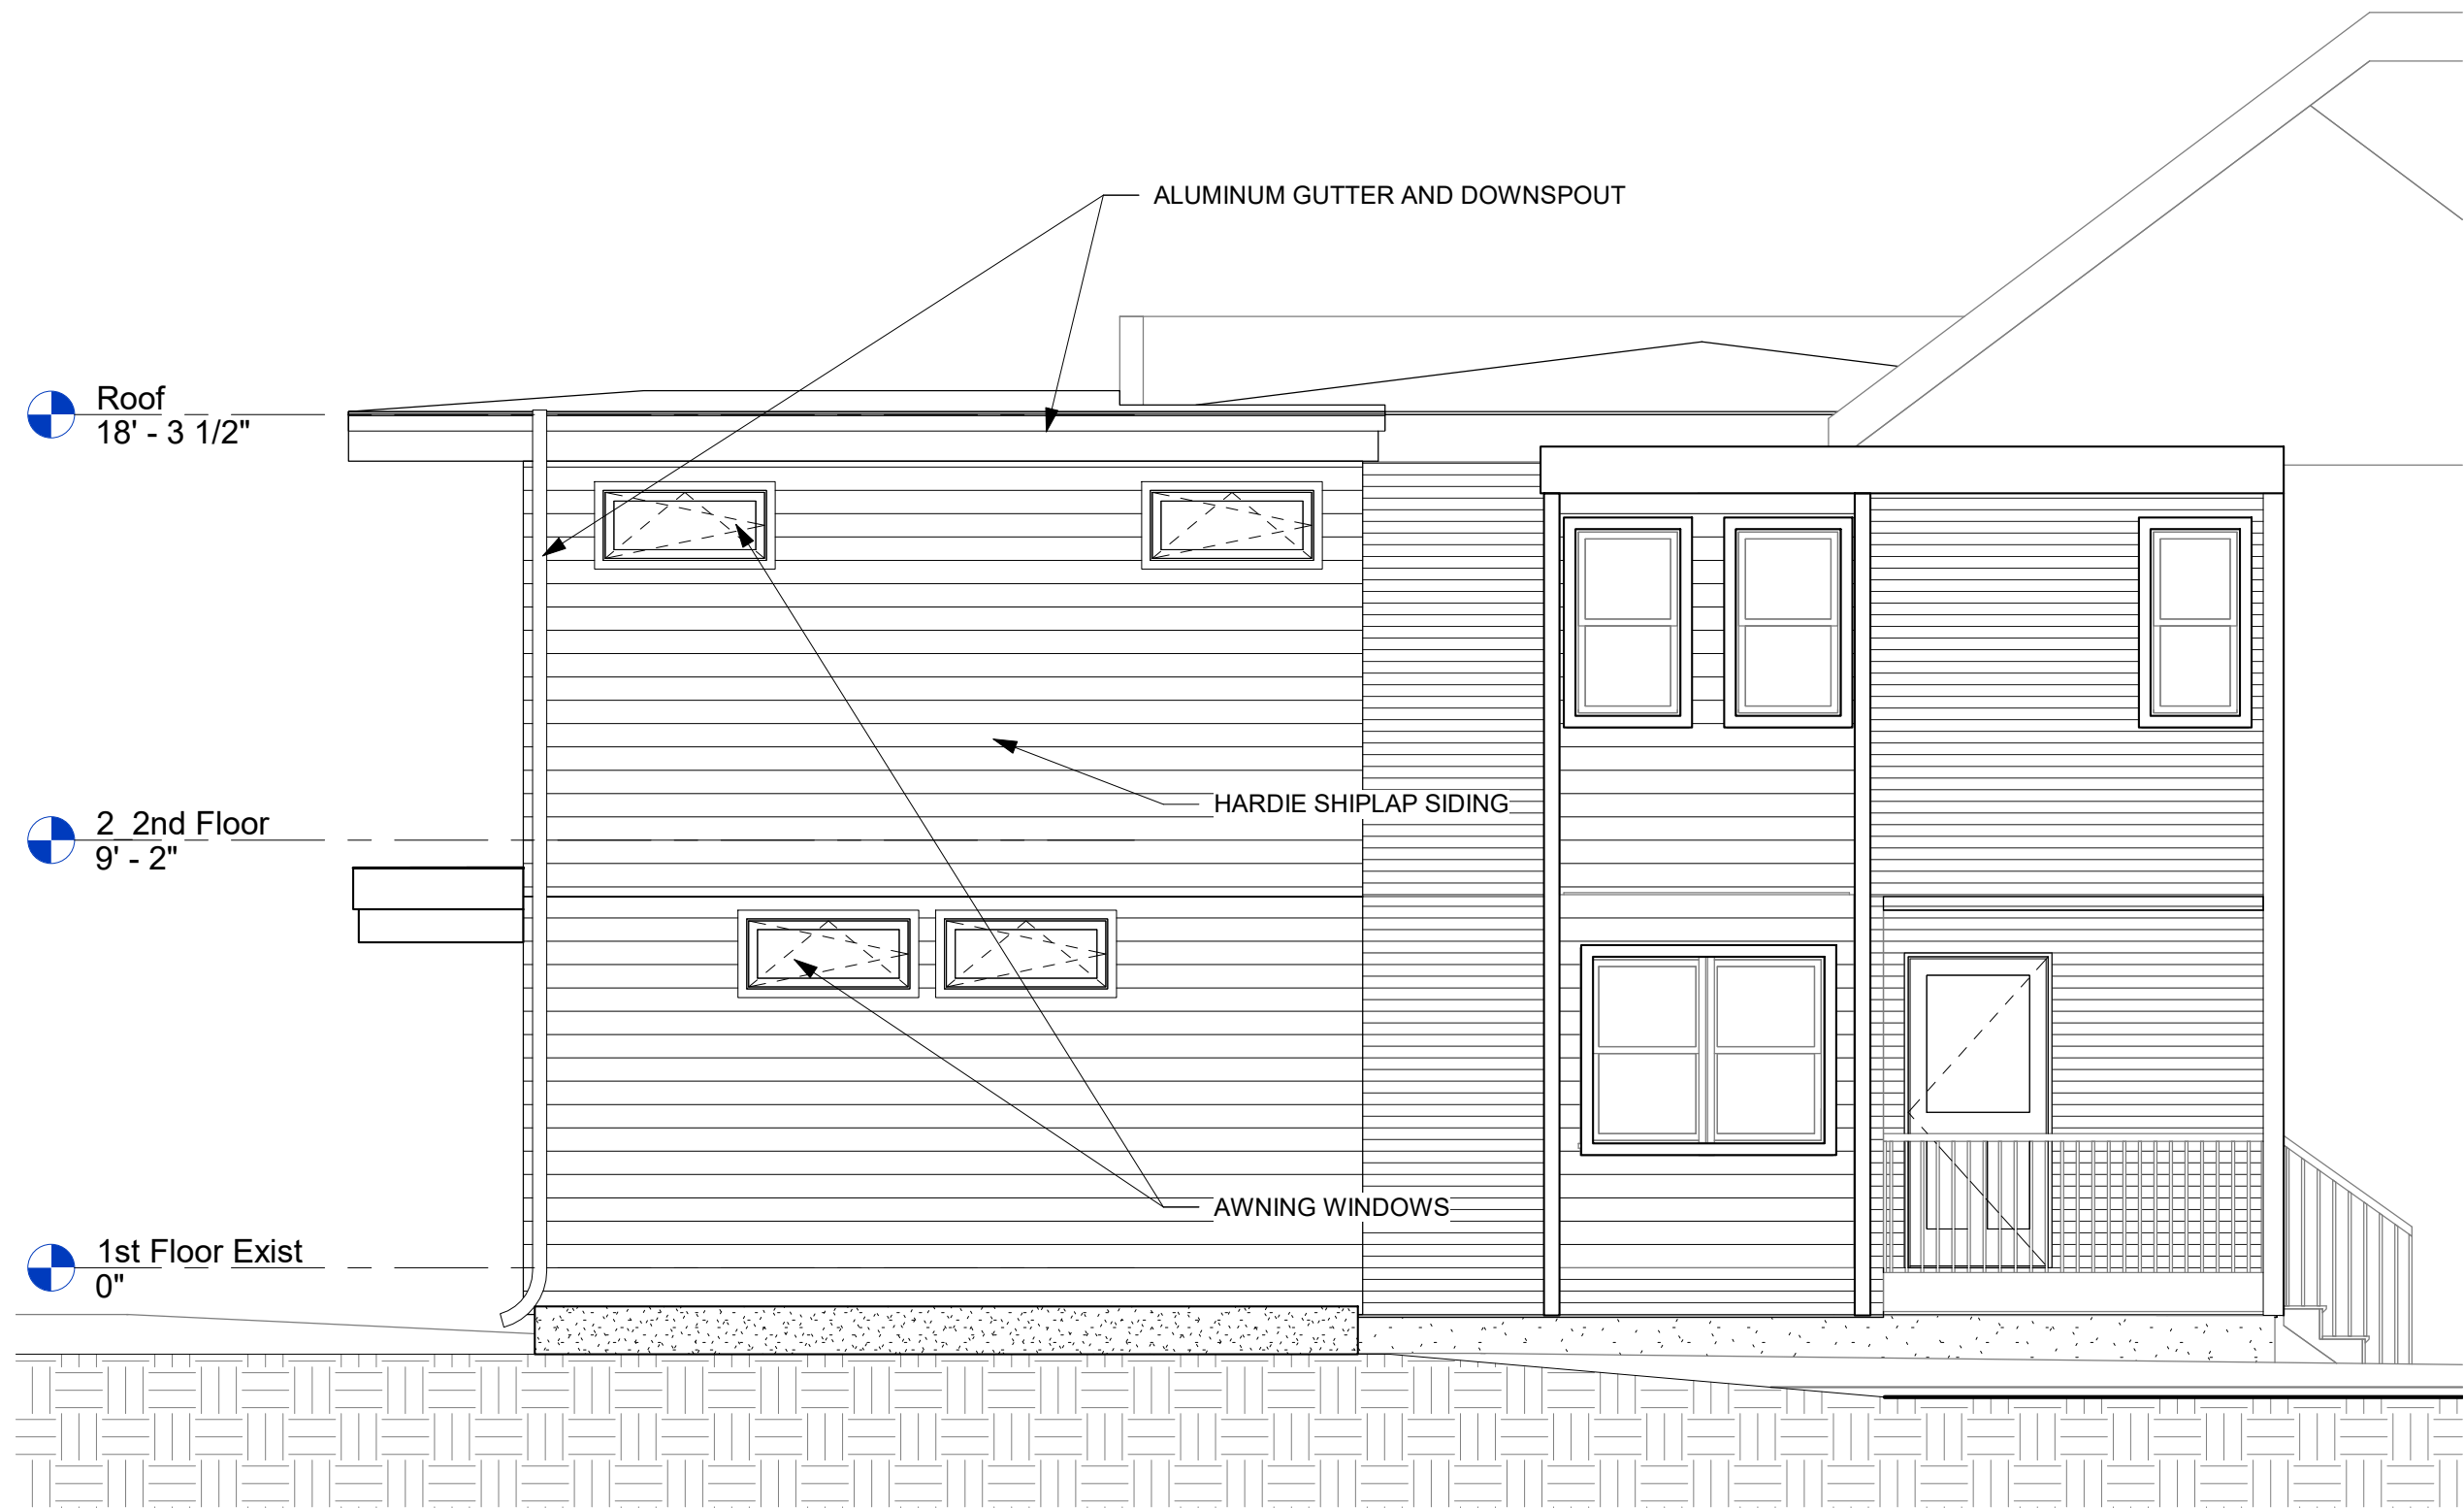 ALUMINUM GUTTER AND DOWNSPOUT
Roof
18' - 3 1/2"
HARDIE SHIPLAP SIDING
2  2nd Floor
9' - 2"
AWNING WINDOWS
1st Floor Exist
0"